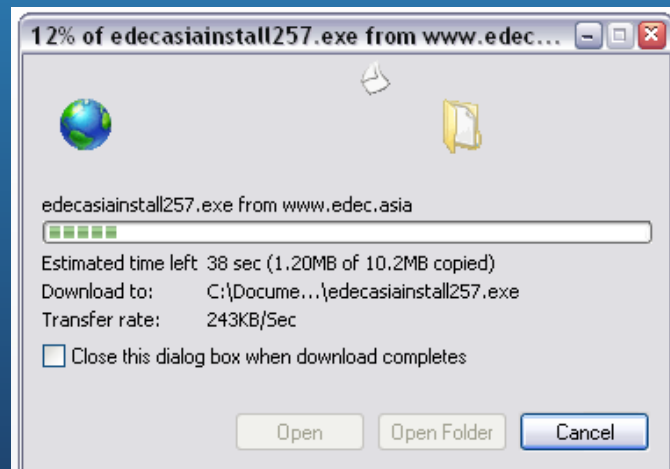 12% of edecasiainstall257.exe from www.edec...
edecasiainstall257.exe from www.edec.asia
Estimated time left 38 sec (1.20MB of 10.2MB copied)
Download to: C:\Docume...\edecasiainstall257.exe
Transfer rate: 243KB/Sec
Close this dialog box when download completes
Open Open Folder Cancel